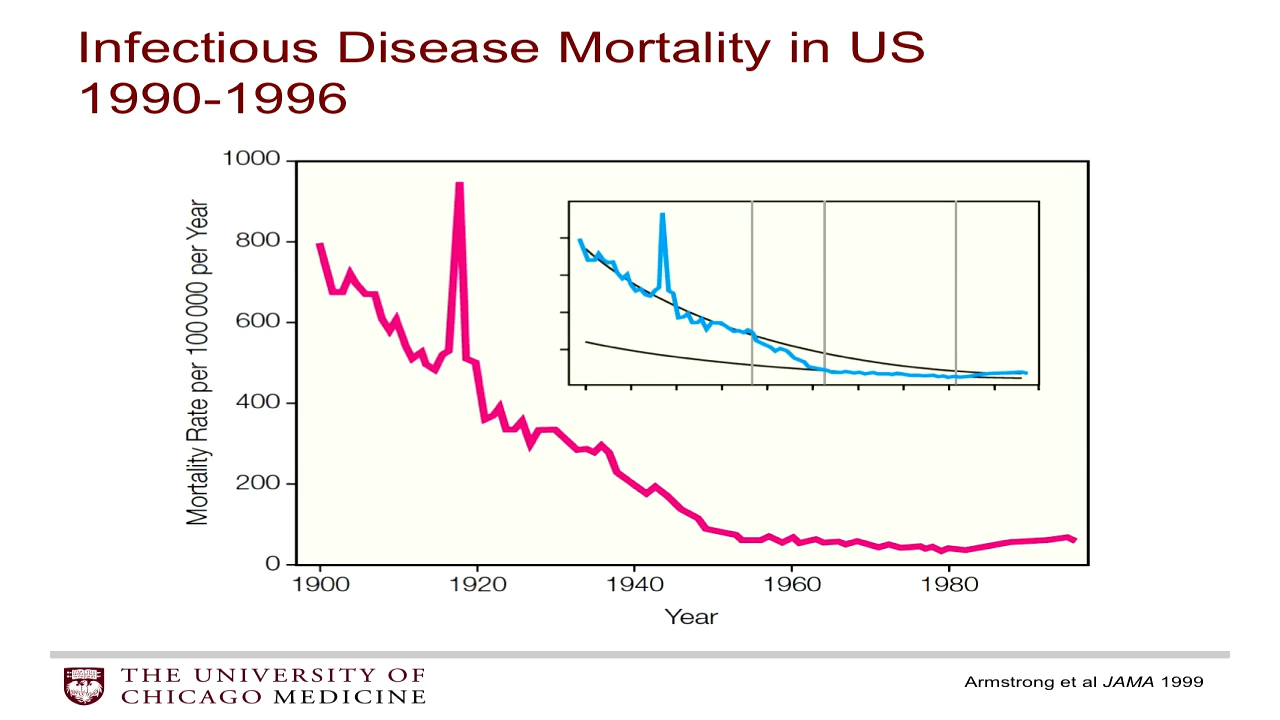 Infectious Disease Mortality in US
1990-1996
1000
800
600
400
200
0
Mortality Rate per 100 000 per Year
1900 1920 1940 1960 1980
Year
THE UNIVERSITY OF
CHICAGO MEDICINE
Armstrong et al JAMA 1999